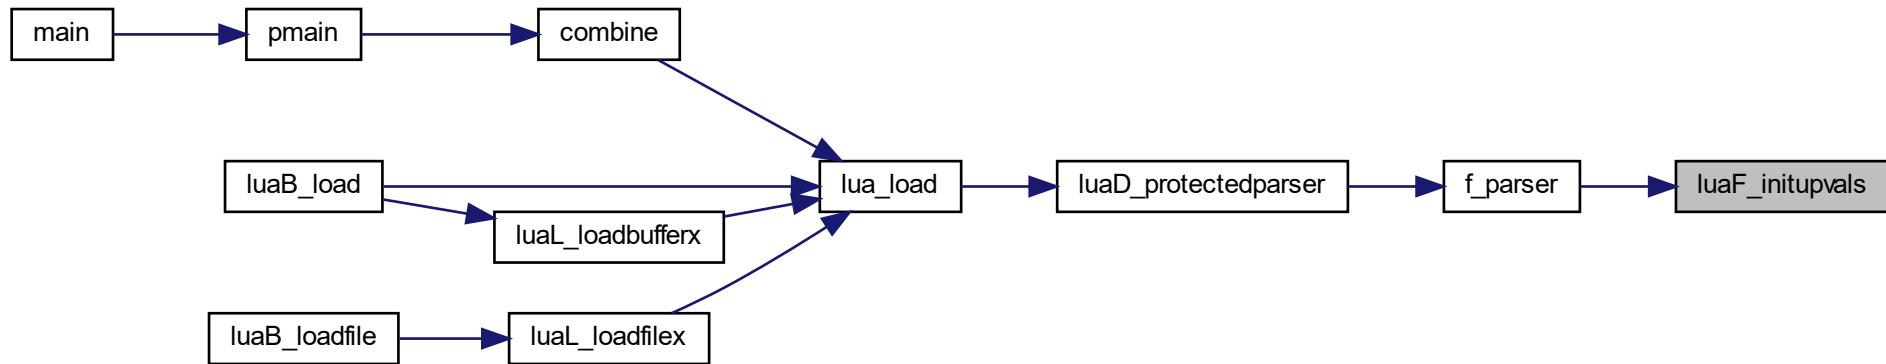 main
pmain
combine
luaB_load
lua_load
luaD_protectedparser
f_parser
luaF_initupvals
luaL_loadbufferx
luaB_loadfile
luaL_loadfilex